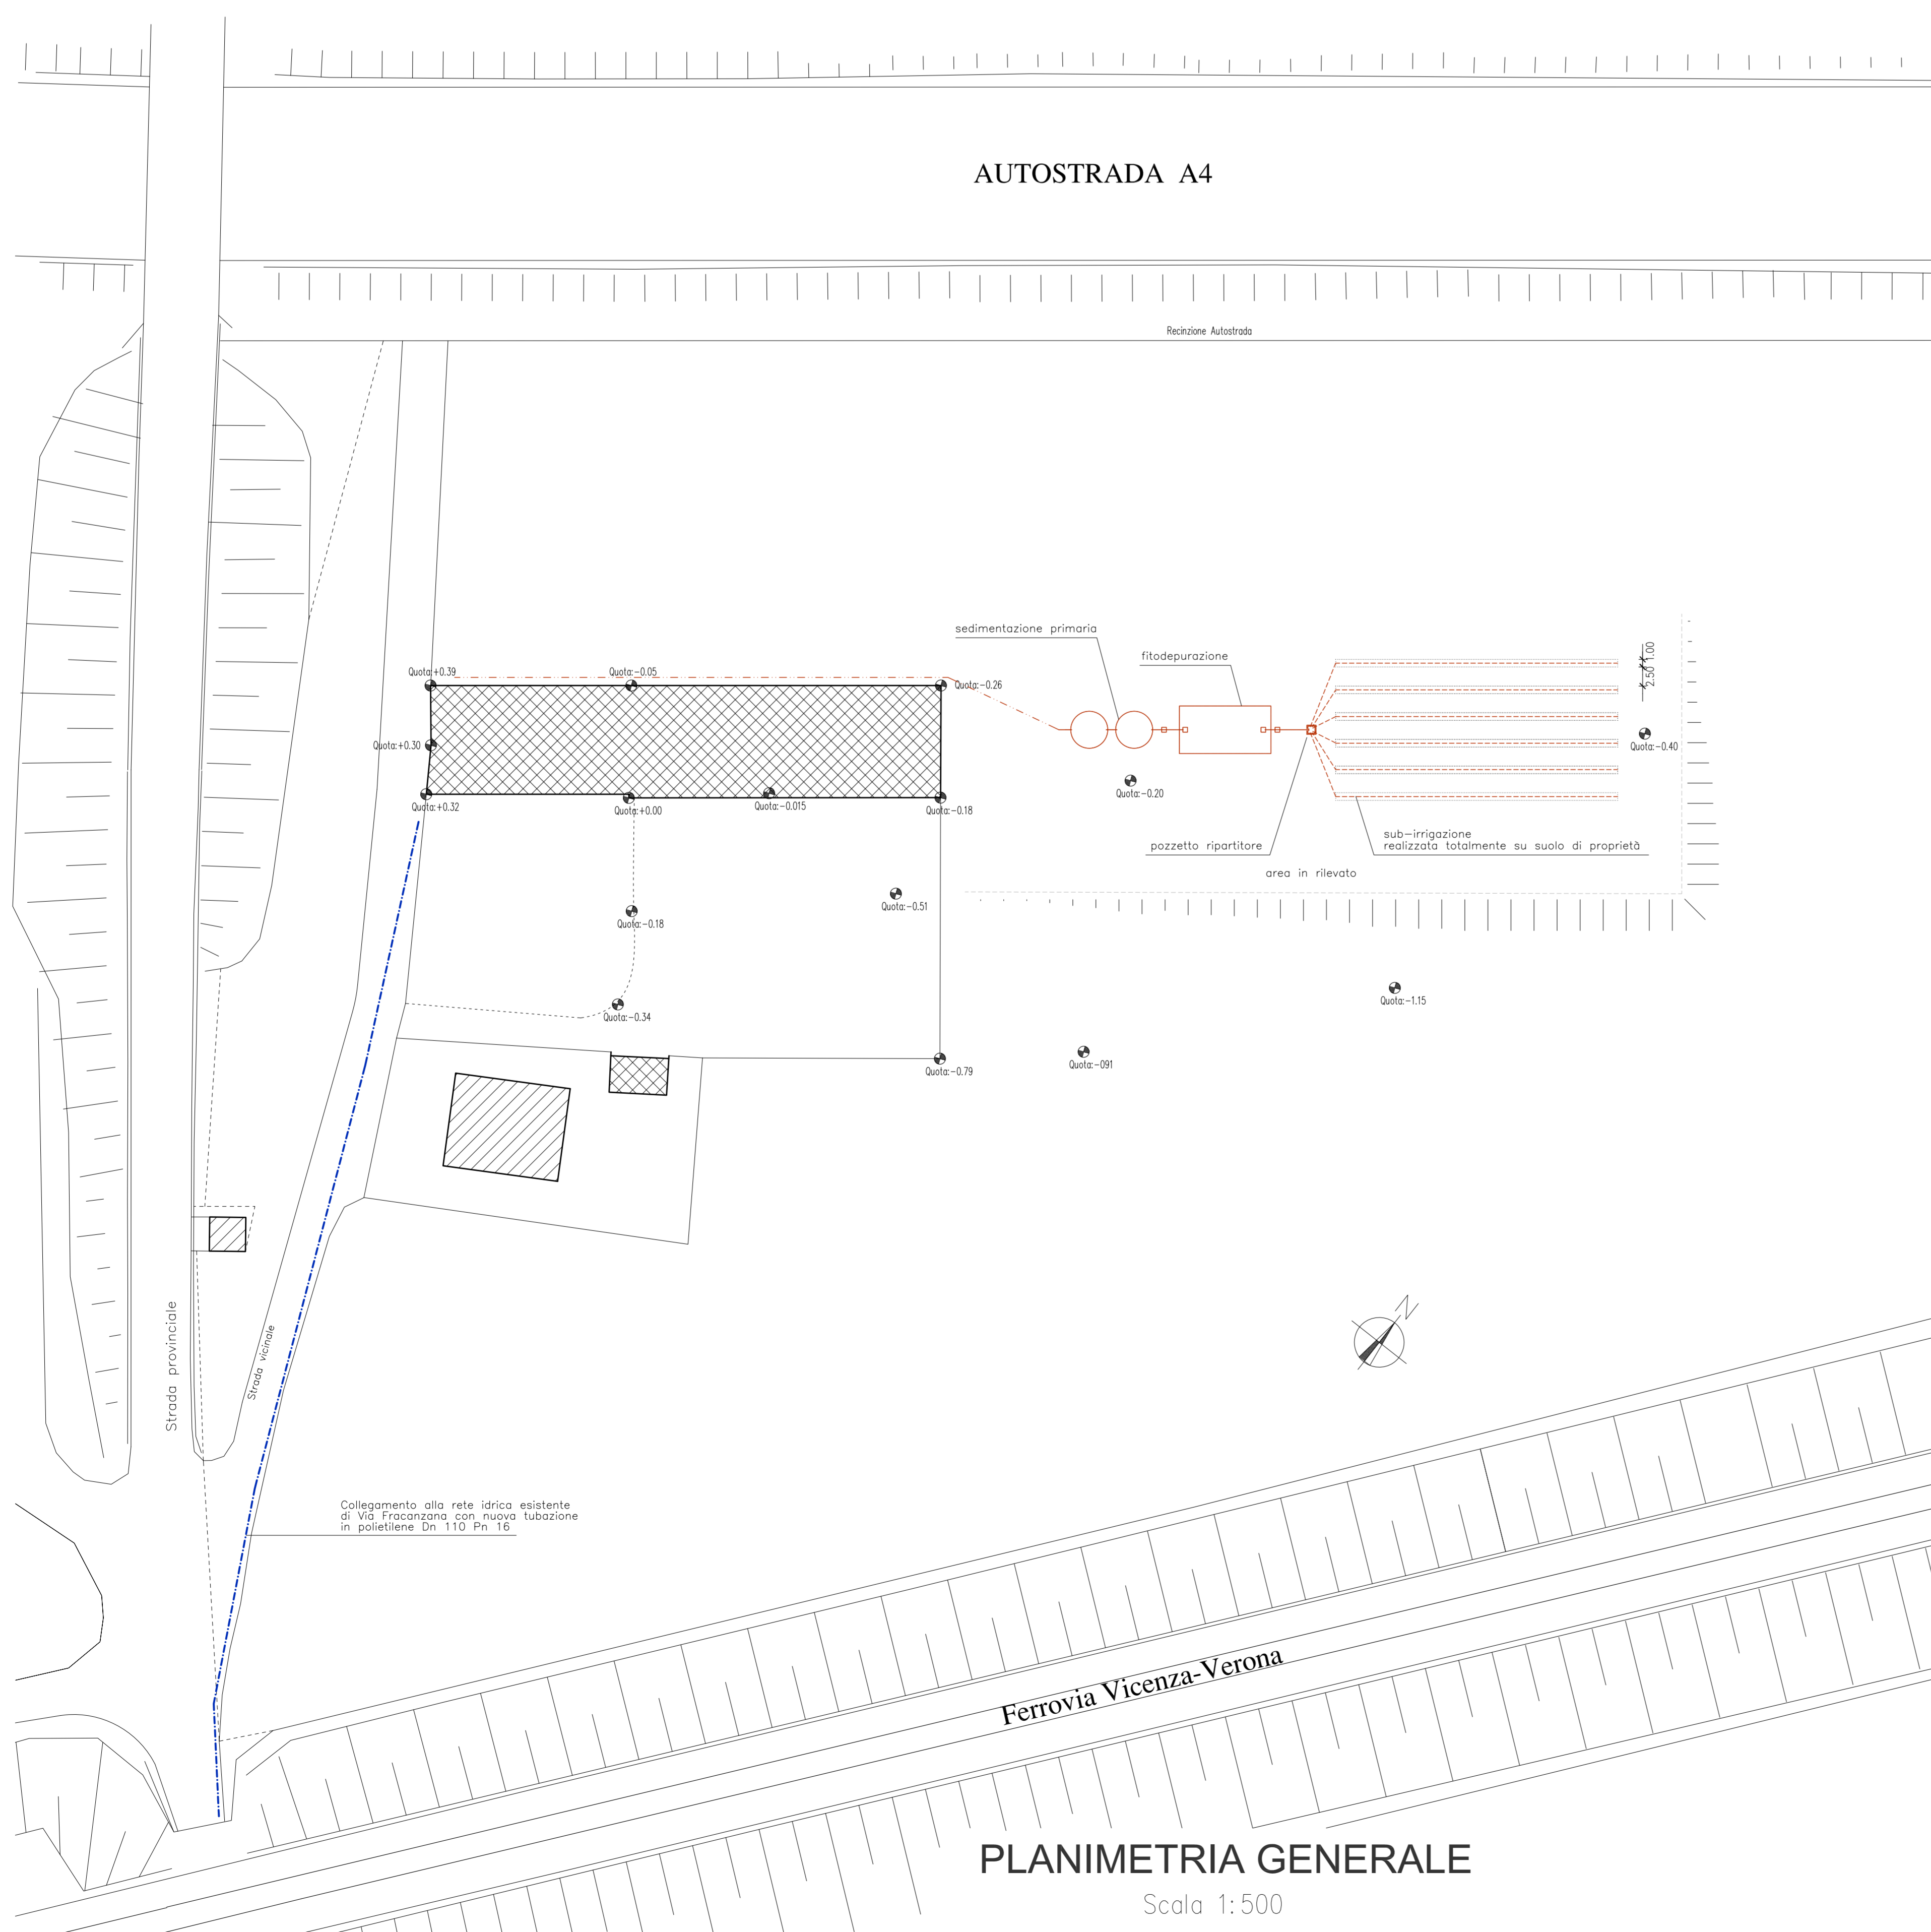 AUTOSTRADA A4
Recinzione Autostrada
sedimentazione primaria
fitodepurazione
1.00
2.50
Quota:+0.39
Quota:-0.05
Quota:-0.26
Quota:+0.30
Quota:-0.40
Quota:-0.20
Quota:+0.32
Quota:+0.00
Quota:-0.015
Quota:-0.18
sub-irrigazione
realizzata totalmente su suolo di proprietà
pozzetto ripartitore
area in rilevato
Quota:-0.51
Quota:-0.18
Quota:-1.15
Quota:-0.34
Quota:-091
Quota:-0.79
N
Strada provinciale
Strada vicinale
Collegamento alla rete idrica esistente
di Via Fracanzana con nuova tubazione
in polietilene Dn 110 Pn 16
Ferrovia Vicenza-Verona
PLANIMETRIA GENERALE
Scala 1:500